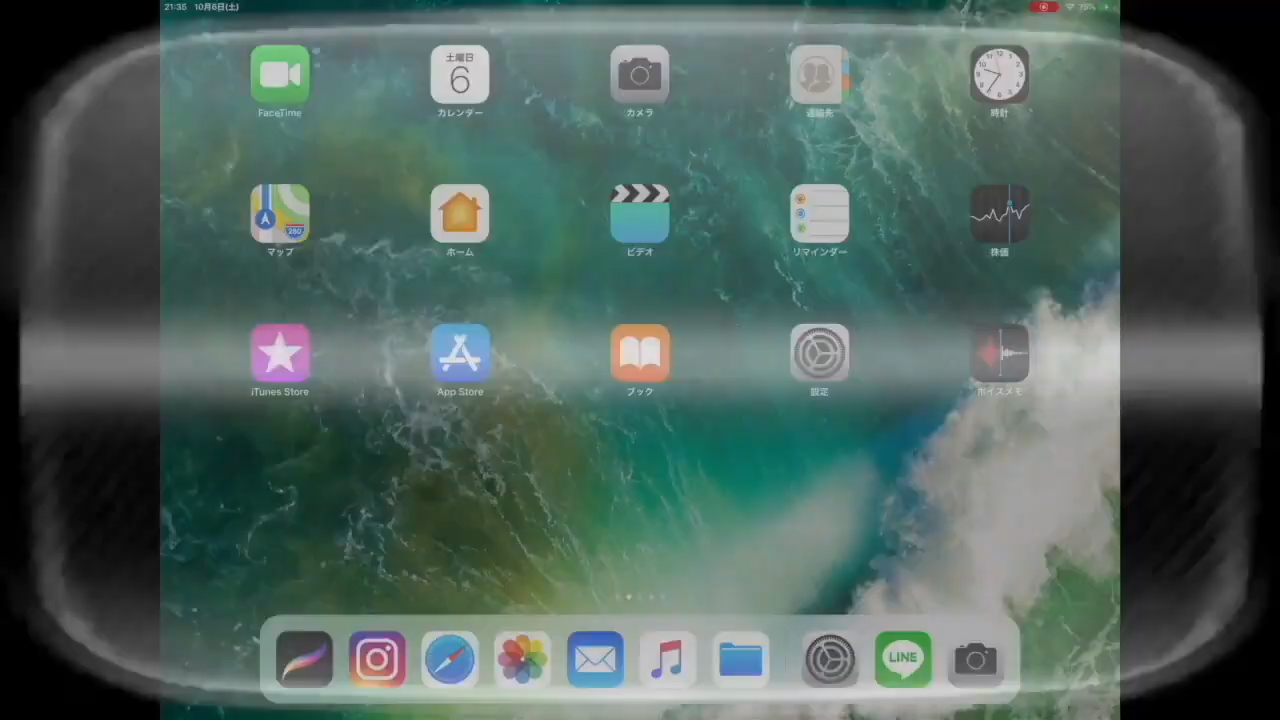 21:35 10月6日(土)
75%
土曜日
6
FaceTime
カレンダー
カメラ
連絡先
時計
280
マップ
ホーム
ビデオ
リマインダー
株価
iTunes Store
App Store
ブック
設定
ボイスメモ
LINE